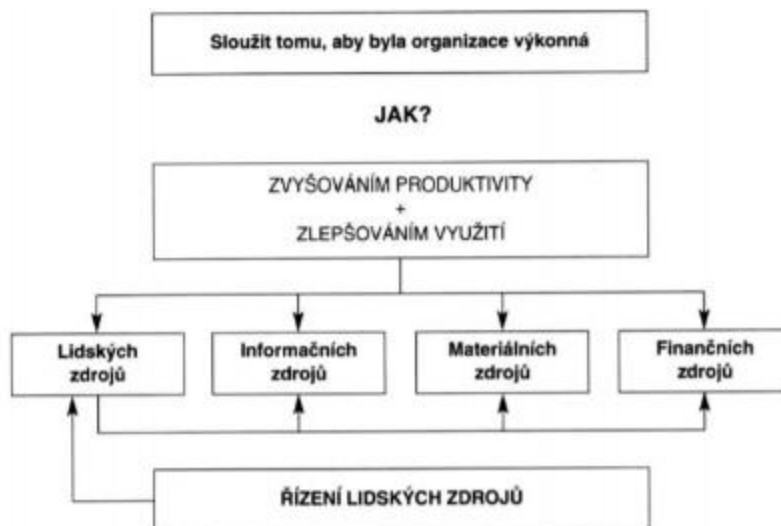 Sloužit tomu, aby byla organizace výkonná
JAK?
ZVYŠOVÁNÍM PRODUKTIVITY
+
ZLEPŠOVÁNÍM VYUŽITÍ
Lidských
zdrojů
Informačních
zdrojů
Materiálních
zdrojů
Finančních
zdrojů
ŘÍZENÍ LIDSKÝCH ZDROJŮ